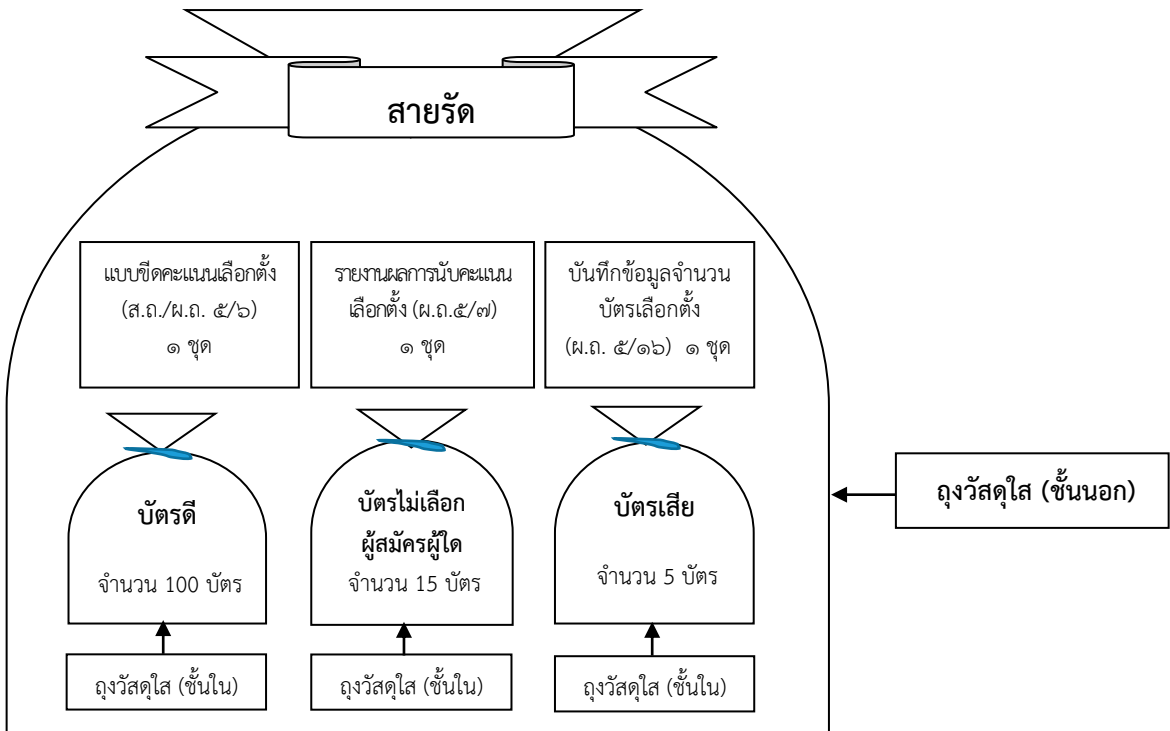 สายรัด
แบบขีดคะแนนเลือกตั้ง
(ส.ถ./ผ.ถ. ๕/๖)
๑ ชุด
รายงานผลการนับคะแนน
เลือกตั้ง (ผ.ถ.๕/๗)
๑ ชุด
บันทึกข้อมูลจำนวน
บัตรเลือกตั้ง
(ผ.ถ. ๕/๑๖) ๑ ชุด
บัตรดี
จำนวน 100 บัตร
บัตรไม่เลือก
ผู้สมัครผู้ใด
จำนวน 15 บัตร
บัตรเสีย
จำนวน 5 บัตร
ถุงวัสดุใส (ชั้นนอก)
ถุงวัสดุใส (ชั้นใน)
ถุงวัสดุใส (ชั้นใน)
ถุงวัสดุใส (ชั้นใน)